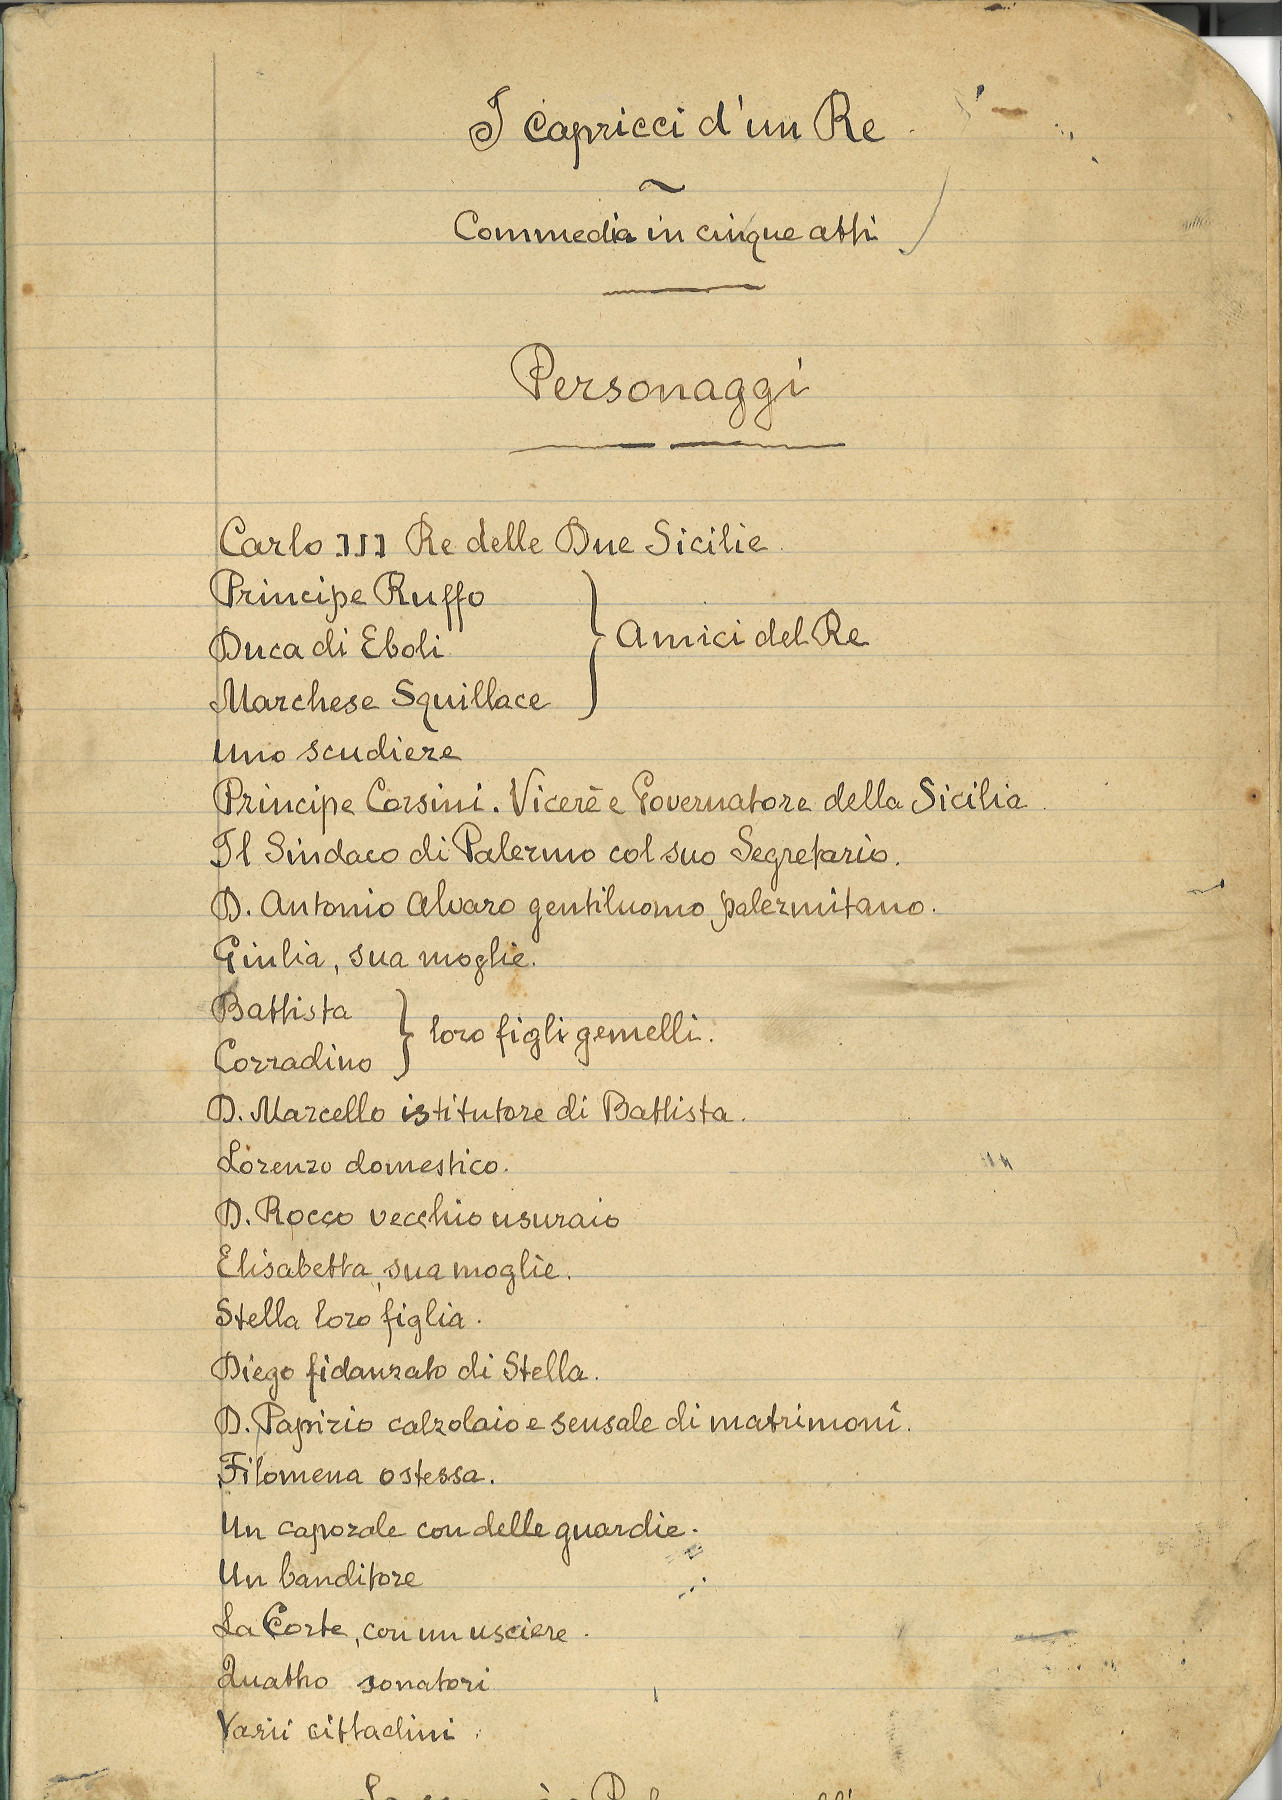 I capricci d'un Re
~
Commedia in cinque atti
Personaggi
Carlo III Re delle Due Sicilie.
Principe Ruffo
Duca di Eboli
Marchese Squillace
} Amici del Re
Uno scudiere
Principe Corsini. Vicerè e Governatore della Sicilia.
Il Sindaco di Palermo col suo Segretario.
D. Antonio Alvaro gentiluomo palermitano.
Giulia, sua moglie.
Battista
Corradino
} loro figli gemelli.
D. Marcello istitutore di Battista.
Lorenzo domestico.
D. Rocco vecchio usuraio
Elisabetta, sua moglie.
Stella loro figlia.
Diego fidanzato di Stella.
D. Papirio calzolaio e sensale di matrimonî.
Filomena ostessa.
Un caporale con delle guardie.
Un banditore
La Corte, con un usciere.
Quattro sonatori
Varii cittadini.